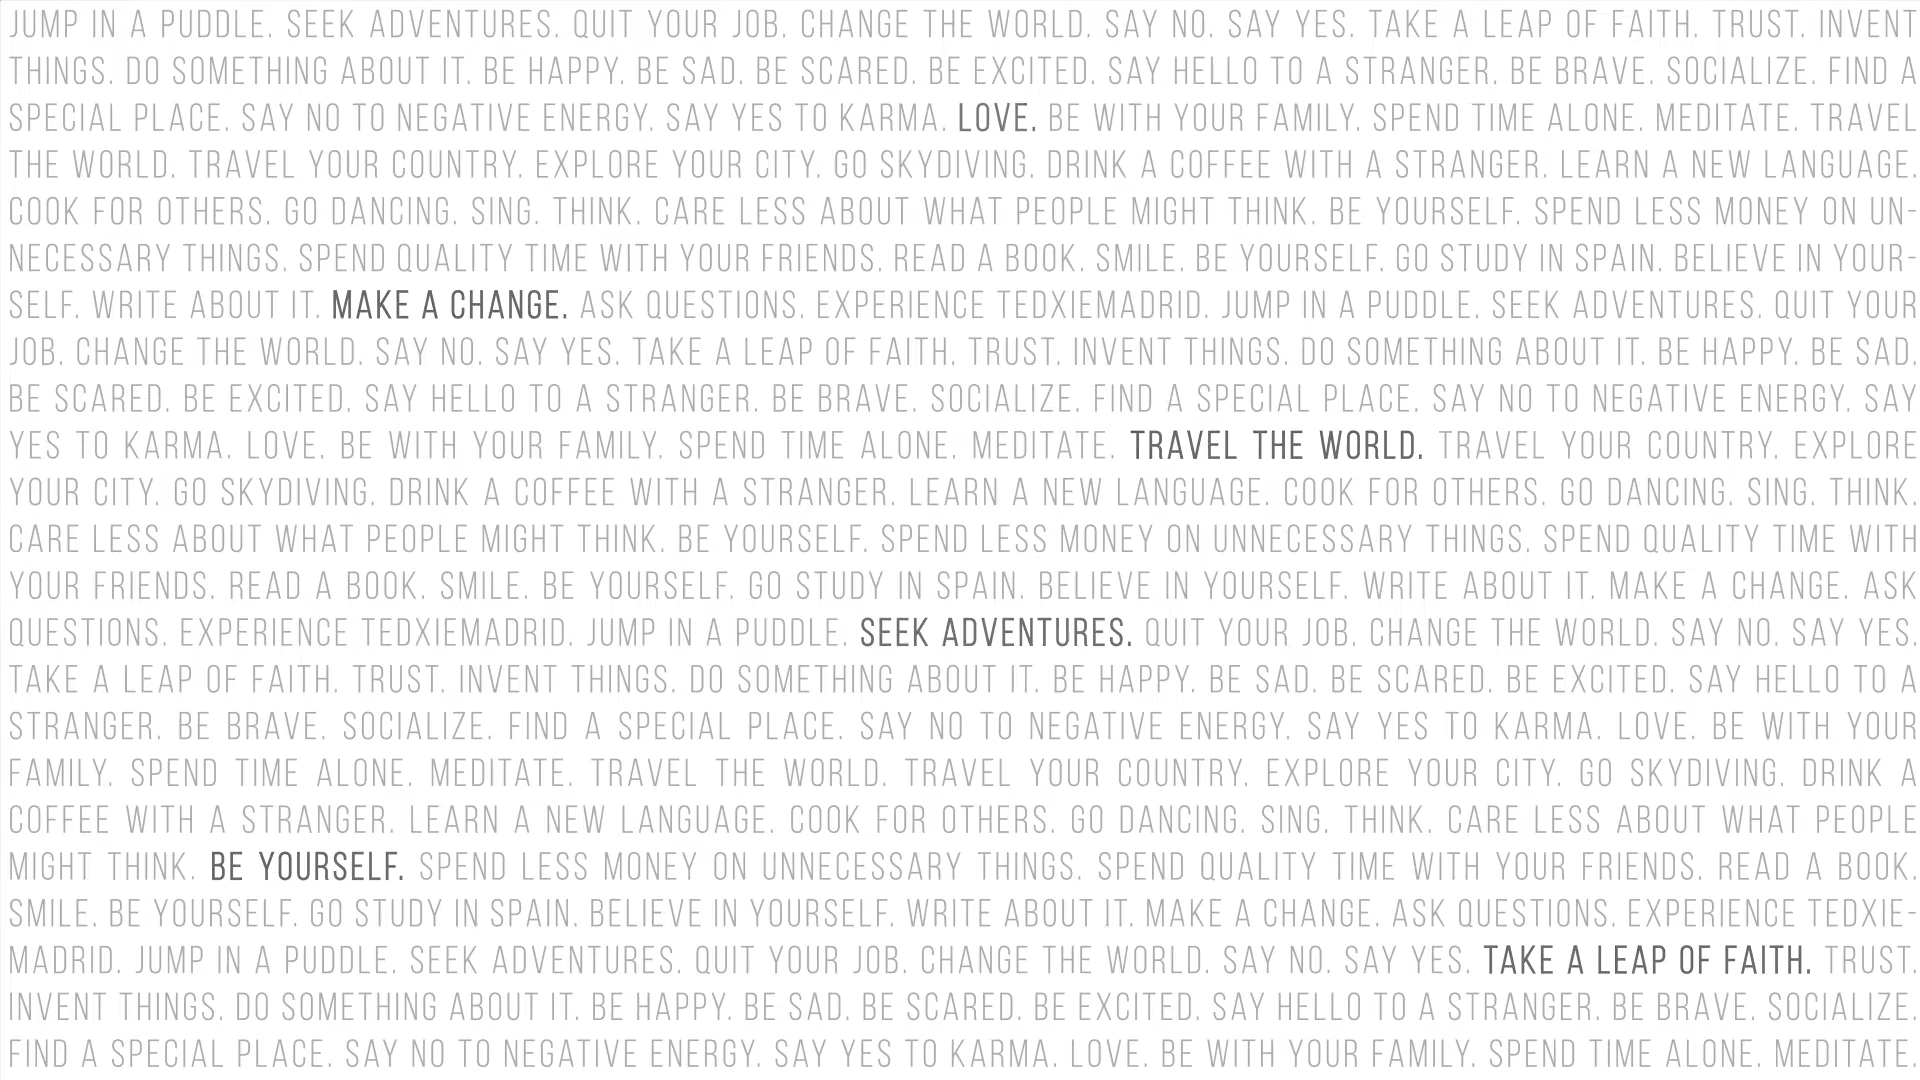 JUMP IN A PUDDLE. SEEK ADVENTURES. QUIT YOUR JOB. CHANGE THE WORLD. SAY NO. SAY YES. TAKE A LEAP OF FAITH. TRUST. INVENT
THINGS. DO SOMETHING ABOUT IT. BE HAPPY. BE SAD. BE SCARED. BE EXCITED. SAY HELLO TO A STRANGER. BE BRAVE. SOCIALIZE. FIND A
SPECIAL PLACE. SAY NO TO NEGATIVE ENERGY. SAY YES TO KARMA. LOVE. BE WITH YOUR FAMILY. SPEND TIME ALONE. MEDITATE. TRAVEL
THE WORLD. TRAVEL YOUR COUNTRY. EXPLORE YOUR CITY. GO SKYDIVING. DRINK A COFFEE WITH A STRANGER. LEARN A NEW LANGUAGE.
COOK FOR OTHERS. GO DANCING. SING. THINK. CARE LESS ABOUT WHAT PEOPLE MIGHT THINK. BE YOURSELF. SPEND LESS MONEY ON UN-
NECESSARY THINGS. SPEND QUALITY TIME WITH YOUR FRIENDS. READ A BOOK. SMILE. BE YOURSELF. GO STUDY IN SPAIN. BELIEVE IN YOUR-
SELF. WRITE ABOUT IT. MAKE A CHANGE. ASK QUESTIONS. EXPERIENCE TEDXIEMADRID. JUMP IN A PUDDLE. SEEK ADVENTURES. QUIT YOUR
JOB. CHANGE THE WORLD. SAY NO. SAY YES. TAKE A LEAP OF FAITH. TRUST. INVENT THINGS. DO SOMETHING ABOUT IT. BE HAPPY. BE SAD.
BE SCARED. BE EXCITED. SAY HELLO TO A STRANGER. BE BRAVE. SOCIALIZE. FIND A SPECIAL PLACE. SAY NO TO NEGATIVE ENERGY. SAY
YES TO KARMA. LOVE. BE WITH YOUR FAMILY. SPEND TIME ALONE. MEDITATE. TRAVEL THE WORLD. TRAVEL YOUR COUNTRY. EXPLORE
YOUR CITY. GO SKYDIVING. DRINK A COFFEE WITH A STRANGER. LEARN A NEW LANGUAGE. COOK FOR OTHERS. GO DANCING. SING. THINK.
CARE LESS ABOUT WHAT PEOPLE MIGHT THINK. BE YOURSELF. SPEND LESS MONEY ON UNNECESSARY THINGS. SPEND QUALITY TIME WITH
YOUR FRIENDS. READ A BOOK. SMILE. BE YOURSELF. GO STUDY IN SPAIN. BELIEVE IN YOURSELF. WRITE ABOUT IT. MAKE A CHANGE. ASK
QUESTIONS. EXPERIENCE TEDXIEMADRID. JUMP IN A PUDDLE. SEEK ADVENTURES. QUIT YOUR JOB. CHANGE THE WORLD. SAY NO. SAY YES.
TAKE A LEAP OF FAITH. TRUST. INVENT THINGS. DO SOMETHING ABOUT IT. BE HAPPY. BE SAD. BE SCARED. BE EXCITED. SAY HELLO TO A
STRANGER. BE BRAVE. SOCIALIZE. FIND A SPECIAL PLACE. SAY NO TO NEGATIVE ENERGY. SAY YES TO KARMA. LOVE. BE WITH YOUR
FAMILY. SPEND TIME ALONE. MEDITATE. TRAVEL THE WORLD. TRAVEL YOUR COUNTRY. EXPLORE YOUR CITY. GO SKYDIVING. DRINK A
COFFEE WITH A STRANGER. LEARN A NEW LANGUAGE. COOK FOR OTHERS. GO DANCING. SING. THINK. CARE LESS ABOUT WHAT PEOPLE
MIGHT THINK. BE YOURSELF. SPEND LESS MONEY ON UNNECESSARY THINGS. SPEND QUALITY TIME WITH YOUR FRIENDS. READ A BOOK.
SMILE. BE YOURSELF. GO STUDY IN SPAIN. BELIEVE IN YOURSELF. WRITE ABOUT IT. MAKE A CHANGE. ASK QUESTIONS. EXPERIENCE TEDXIE-
MADRID. JUMP IN A PUDDLE. SEEK ADVENTURES. QUIT YOUR JOB. CHANGE THE WORLD. SAY NO. SAY YES. TAKE A LEAP OF FAITH. TRUST.
INVENT THINGS. DO SOMETHING ABOUT IT. BE HAPPY. BE SAD. BE SCARED. BE EXCITED. SAY HELLO TO A STRANGER. BE BRAVE. SOCIALIZE.
FIND A SPECIAL PLACE. SAY NO TO NEGATIVE ENERGY. SAY YES TO KARMA. LOVE. BE WITH YOUR FAMILY. SPEND TIME ALONE. MEDITATE.